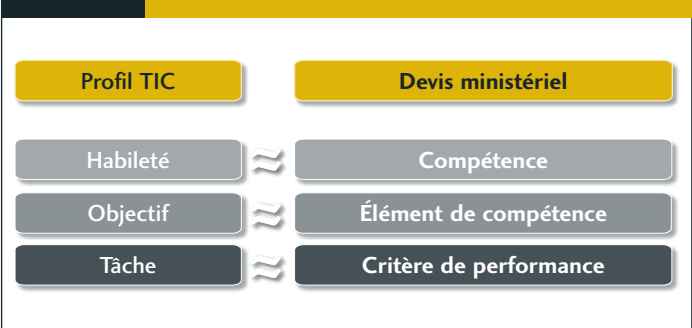 Profil TIC Devis ministériel
Habileté ≈ Compétence
Objectif ≈ Élément de compétence
Tâche ≈ Critère de performance